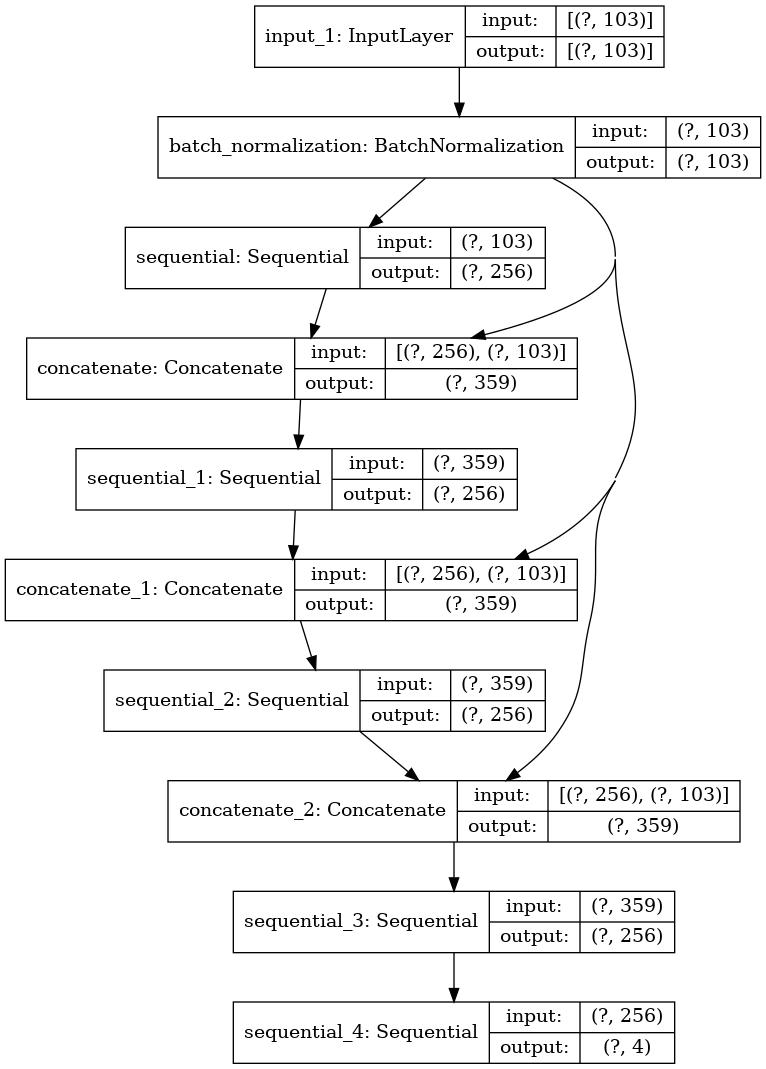 input_1: InputLayer
input: [(?, 103)]
output: [(?, 103)]
batch_normalization: BatchNormalization
input: (?, 103)
output: (?, 103)
sequential: Sequential
input: (?, 103)
output: (?, 256)
concatenate: Concatenate
input: [(?, 256), (?, 103)]
output: (?, 359)
sequential_1: Sequential
input: (?, 359)
output: (?, 256)
concatenate_1: Concatenate
input: [(?, 256), (?, 103)]
output: (?, 359)
sequential_2: Sequential
input: (?, 359)
output: (?, 256)
concatenate_2: Concatenate
input: [(?, 256), (?, 103)]
output: (?, 359)
sequential_3: Sequential
input: (?, 359)
output: (?, 256)
sequential_4: Sequential
input: (?, 256)
output: (?, 4)